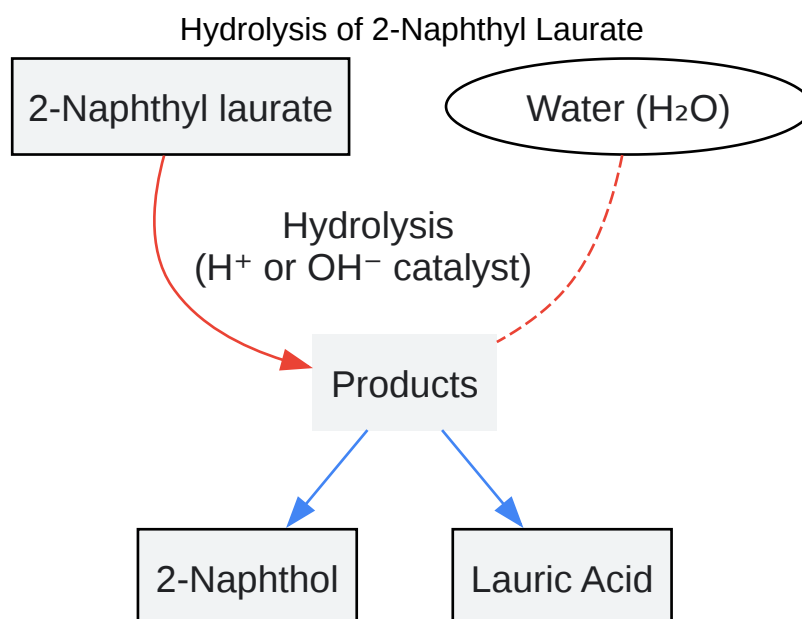 Hydrolysis of 2-Naphthyl Laurate
2-Naphthyl laurate
Water (H₂O)
Hydrolysis
(H⁺ or OH⁻ catalyst)
Products
2-Naphthol
Lauric Acid